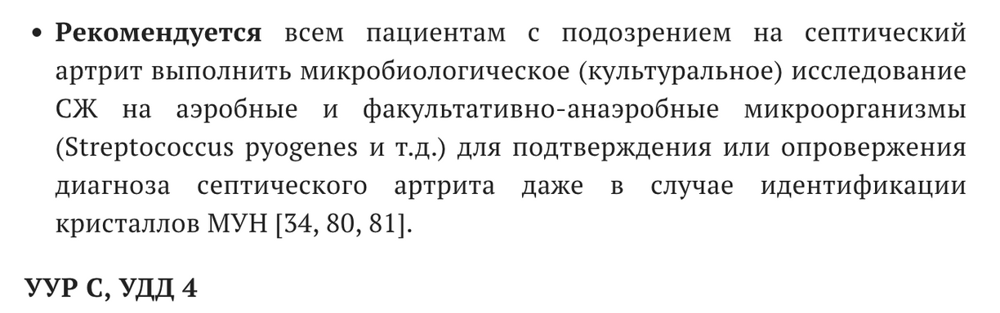 • Рекомендуется всем пациентам с подозрением на септический
артрит выполнить микробиологическое (культуральное) исследование
СЖ на аэробные и факультативно-анаэробные микроорганизмы
(Streptococcus pyogenes и т.д.) для подтверждения или опровержения
диагноза септического артрита даже в случае идентификации
кристаллов МУН [34, 80, 81].
УУР С, УДД 4